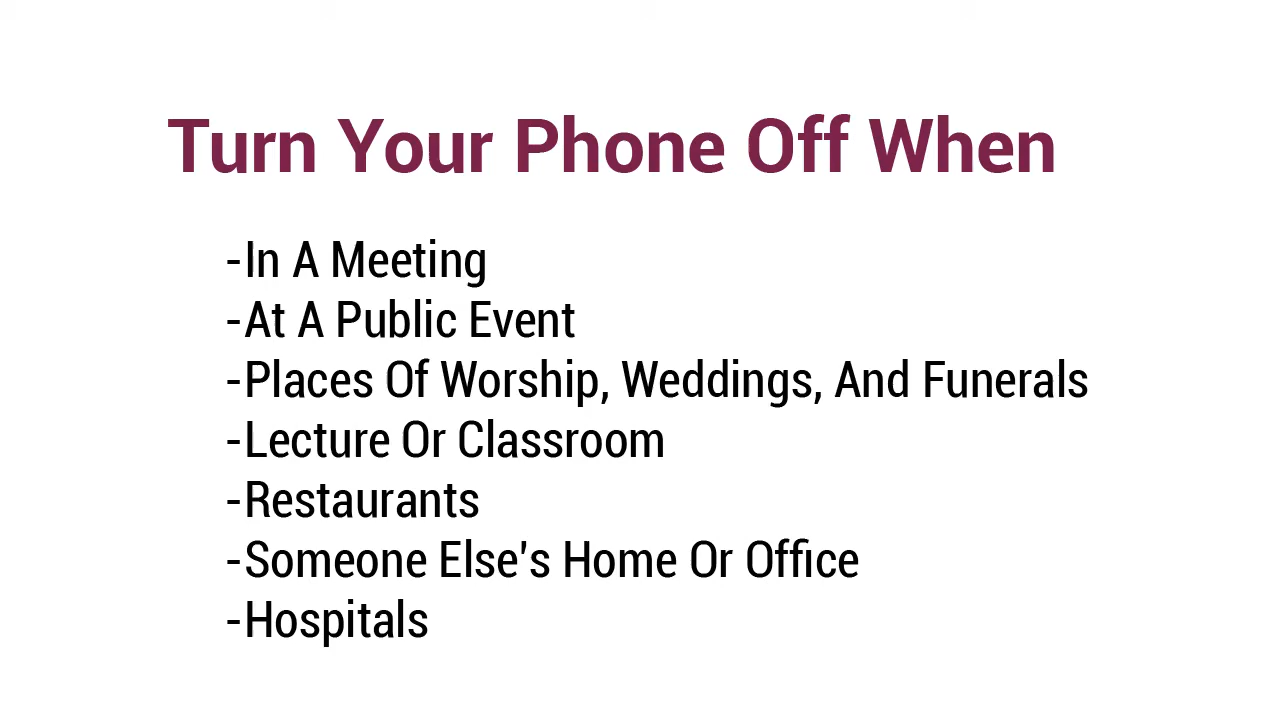 Turn Your Phone Off When
-In A Meeting
-At A Public Event
-Places Of Worship, Weddings, And Funerals
-Lecture Or Classroom
-Restaurants
-Someone Else's Home Or Office
-Hospitals